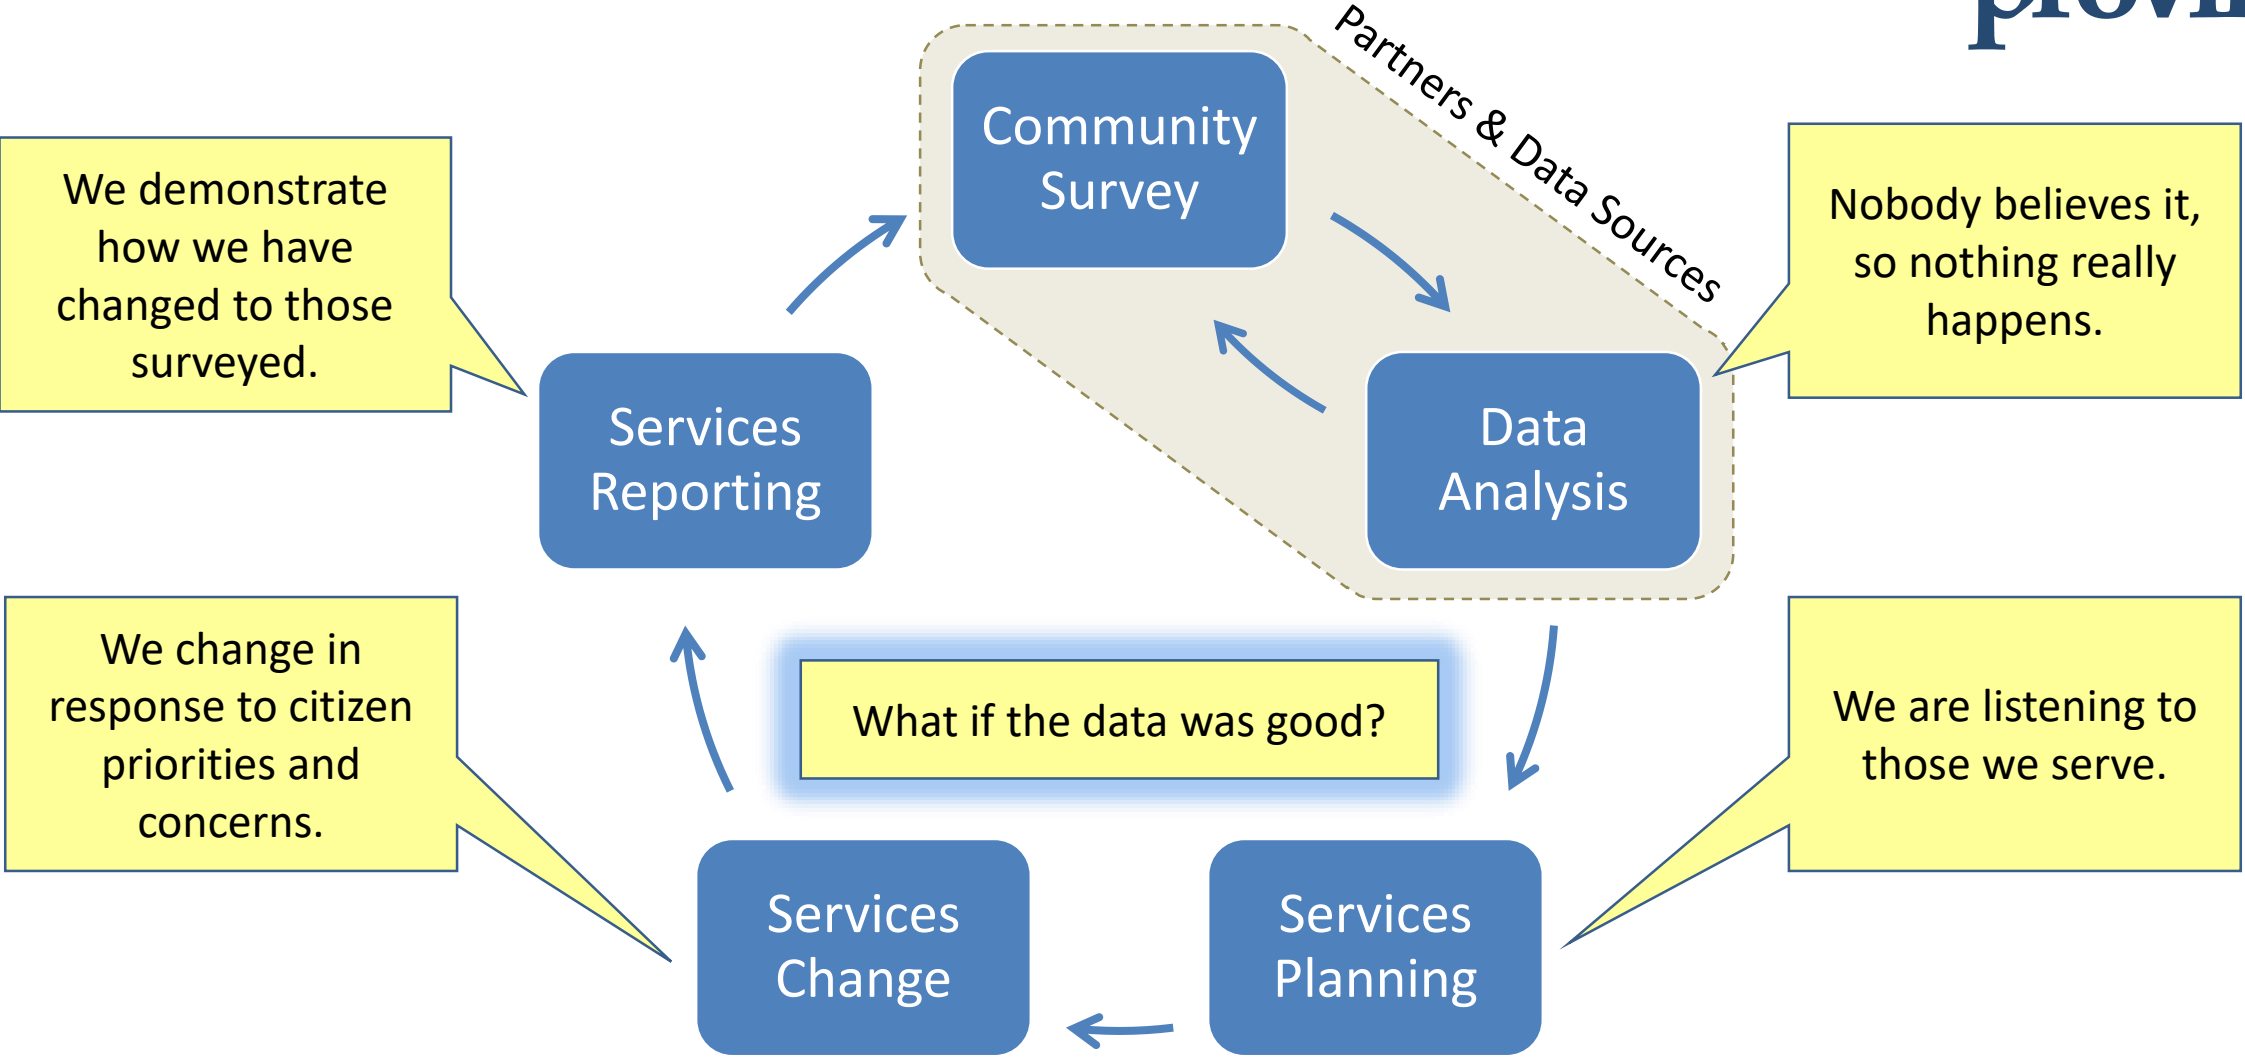 Partners & Data Sources
Community
Survey
We demonstrate
how we have
changed to those
surveyed.
Nobody believes it,
so nothing really
happens.
Services
Reporting
Data
Analysis
We change in
response to citizen
priorities and
concerns.
What if the data was good?
We are listening to
those we serve.
Services
Change
Services
Planning